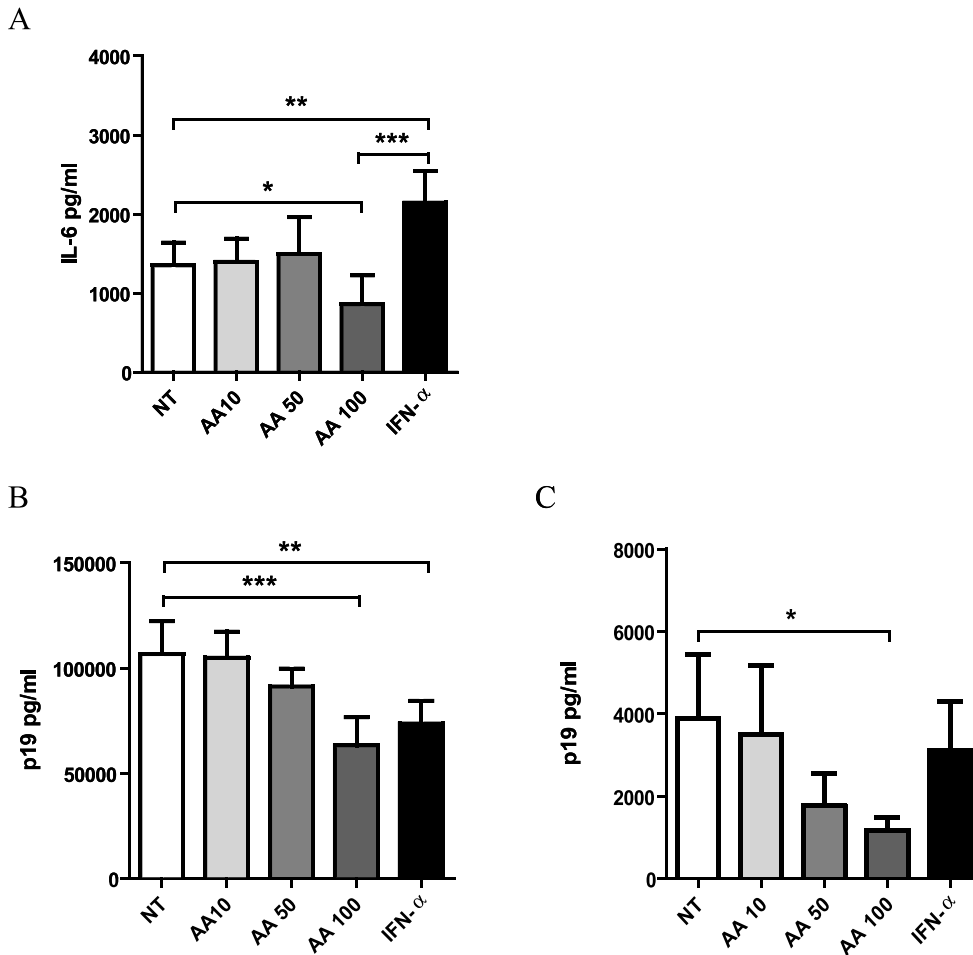 A
4000
3000
2000
1000
0
IL-6 pg/ml
**
***
*
NT
AA10
AA 50
AA 100
IFN-α
B
150000
100000
50000
0
p19 pg/ml
**
***
NT
AA10
AA 50
AA 100
IFN-α
C
8000
6000
4000
2000
0
p19 pg/ml
*
NT
AA 10
AA 50
AA 100
IFN-α